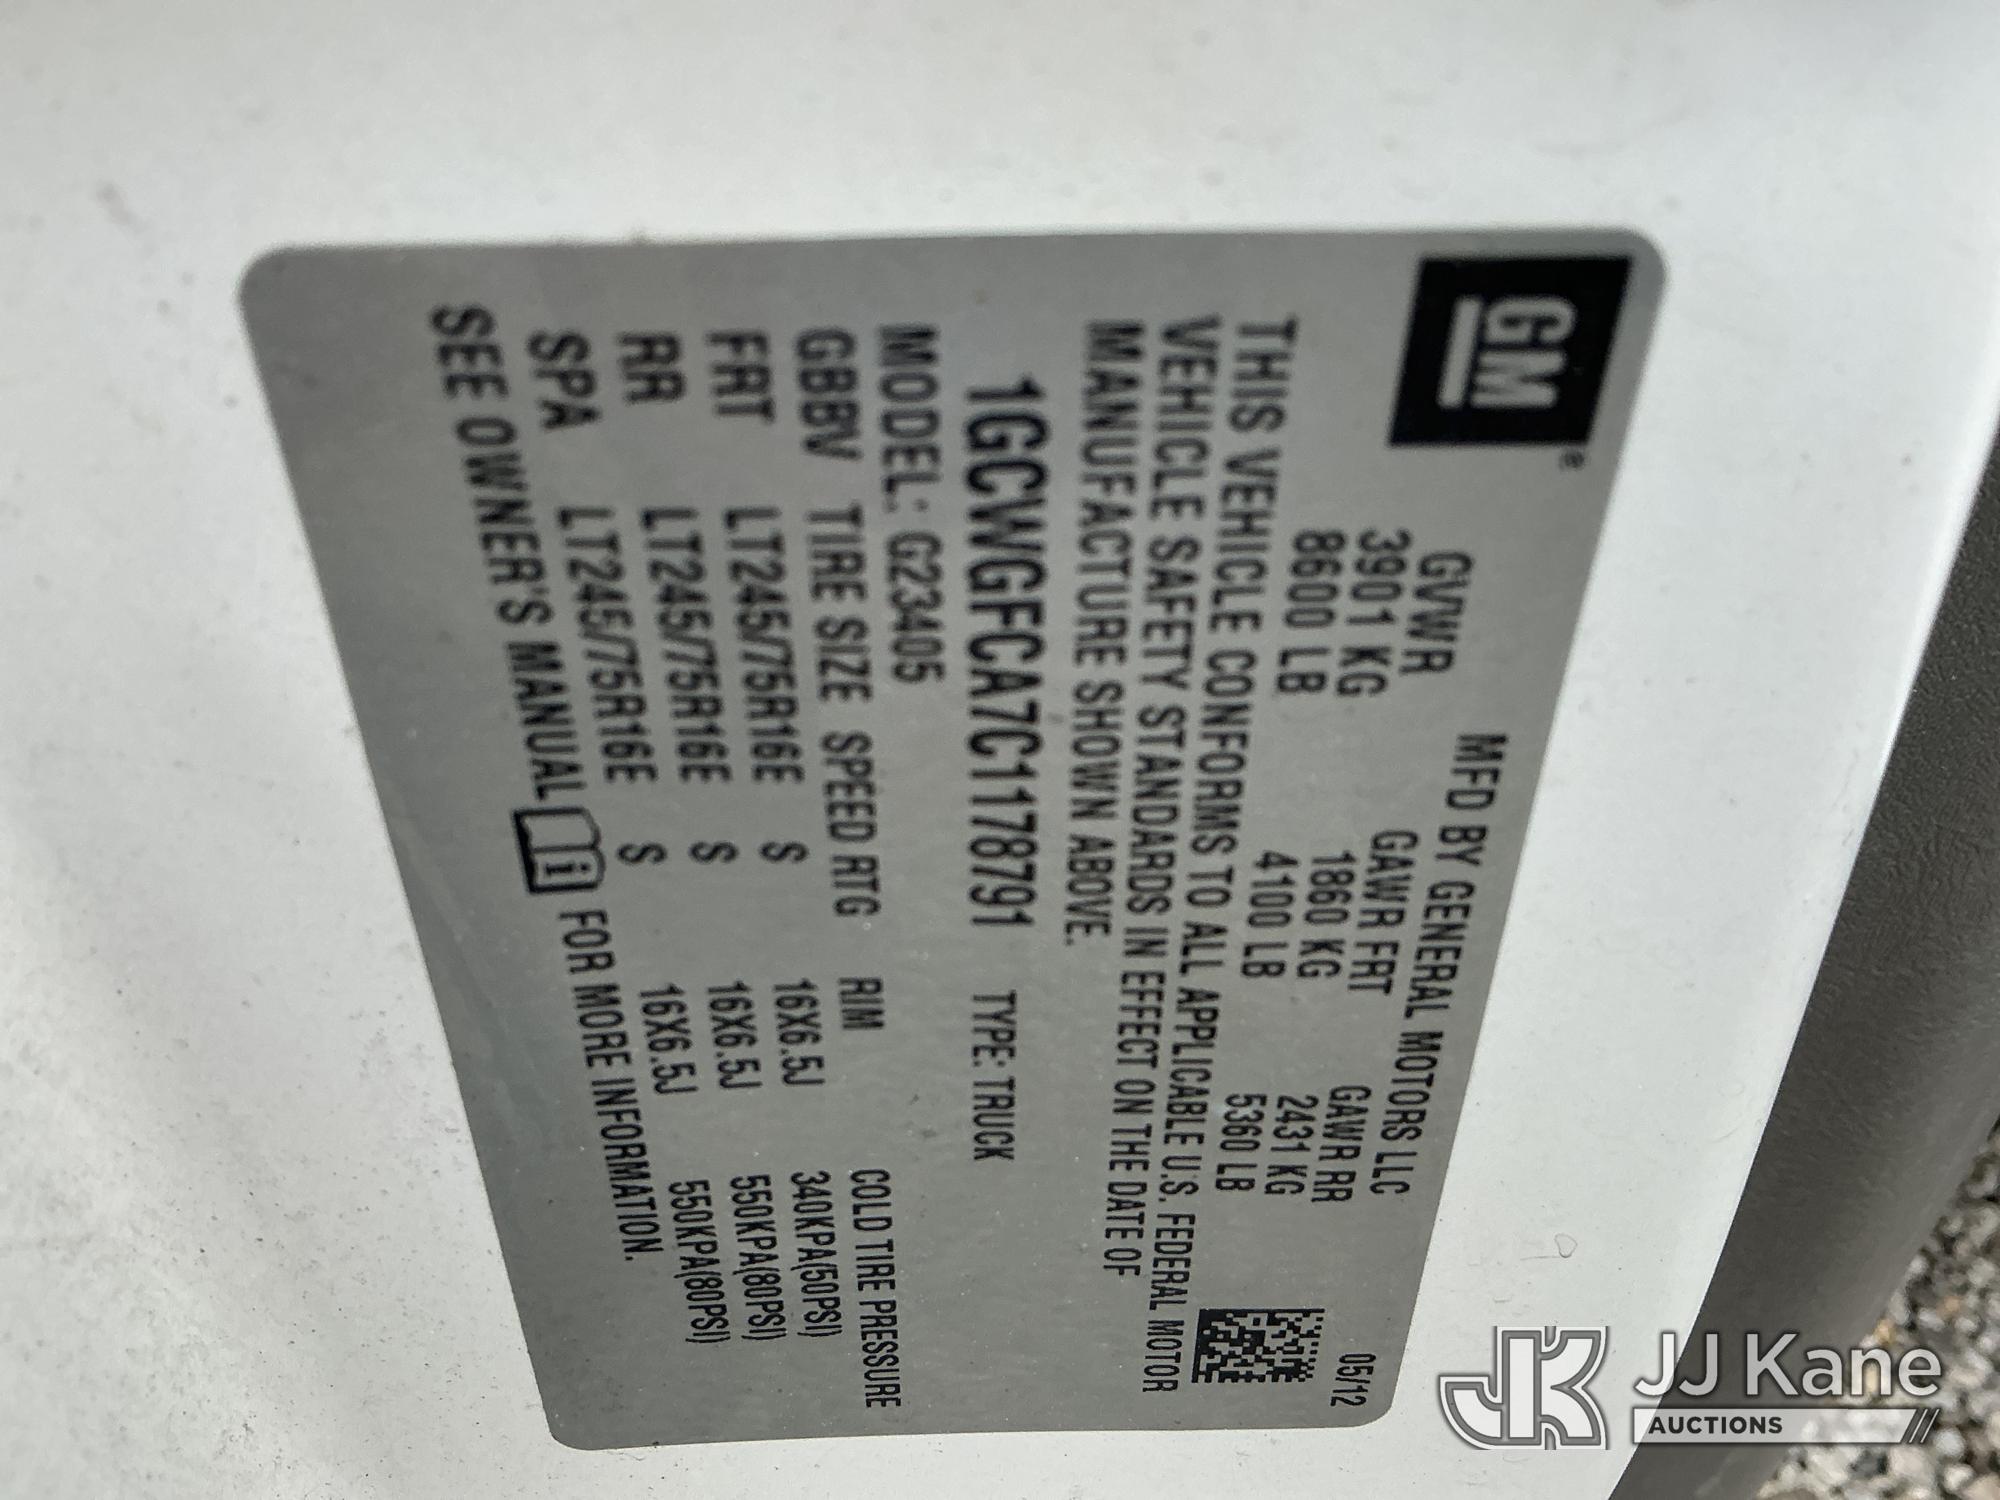 GM
MFD BY GENERAL MOTORS LLC 05/12
GVWR GAWR FRT GAWR RR
3901 KG 1860 KG 2431 KG
8600 LB 4100 LB 5360 LB
THIS VEHICLE CONFORMS TO ALL APPLICABLE U.S. FEDERAL MOTOR
VEHICLE SAFETY STANDARDS IN EFFECT ON THE DATE OF
MANUFACTURE SHOWN ABOVE.
1GCWGFCA7C1178791 TYPE: TRUCK
MODEL: G23405
GBBV TIRE SIZE SPEED RTG RIM COLD TIRE PRESSURE
FRT LT245/75R16E S 16X6.5J 340KPA(50PSI)
RR LT245/75R16E S 16X6.5J 550KPA(80PSI)
SPA LT245/75R16E S 16X6.5J 550KPA(80PSI)
SEE OWNER'S MANUAL i FOR MORE INFORMATION.
JK JJ Kane
AUCTIONS